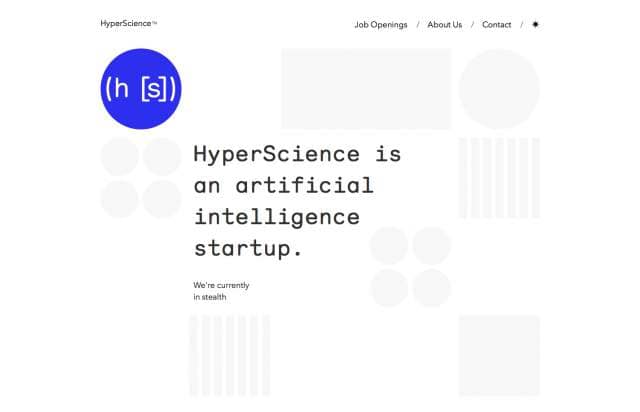 HyperScience™
Job Openings / About Us / Contact / ✷
(h [s])
HyperScience is
an artificial
intelligence
startup.
We're currently
in stealth